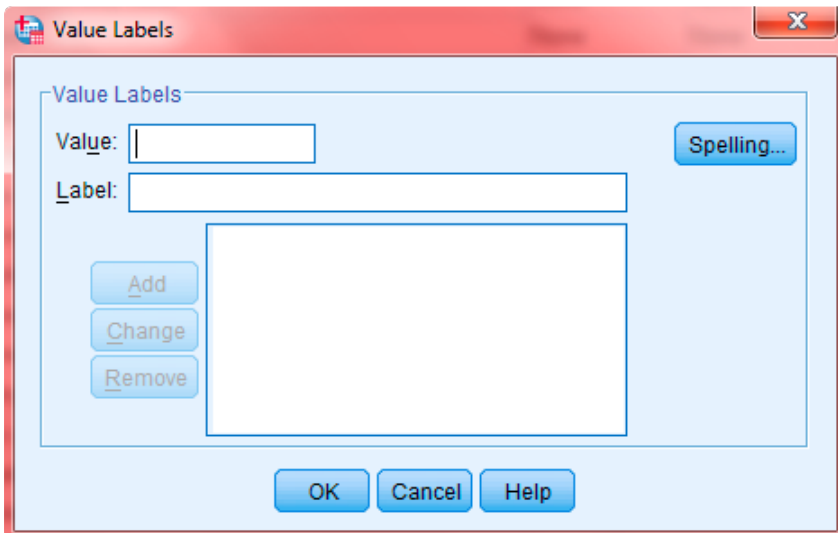 Value Labels
Value Labels
Value:
Spelling...
Label:
Add
Change
Remove
OK Cancel Help